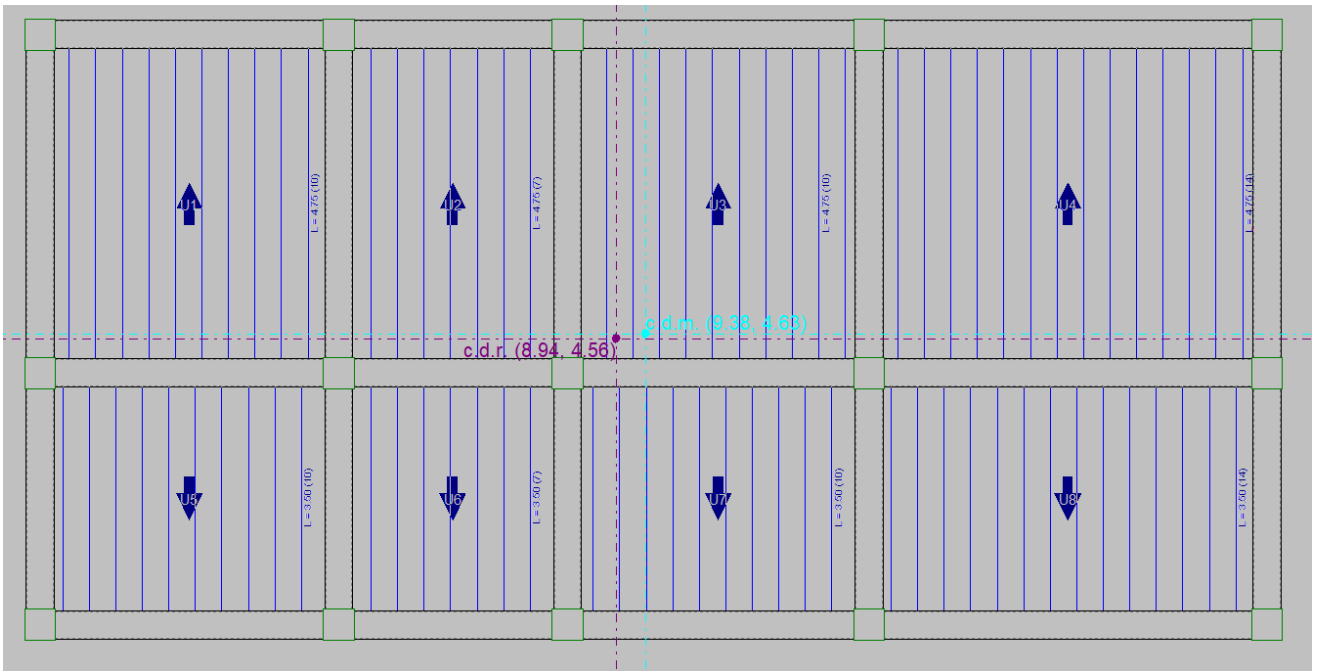 U1
L = 4.75 (10)
U2
L = 4.75 (7)
U3
L = 4.75 (10)
U4
L = 4.75 (14)
c.d.m. (9.38, 4.63)
c.d.r. (8.94, 4.56)
U5
L = 3.50 (10)
U6
L = 3.50 (7)
U7
L = 3.50 (10)
U8
L = 3.50 (14)